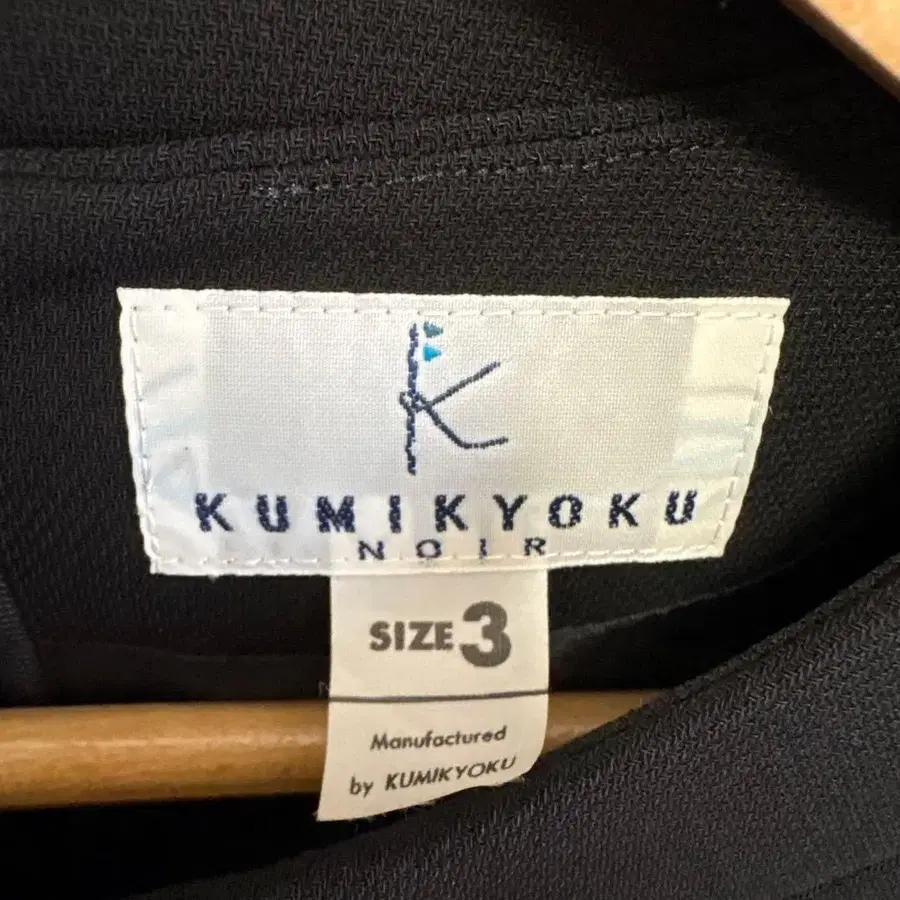 KUMIKYOKU
NOIR
SIZE 3
Manufactured
by KUMIKYOKU